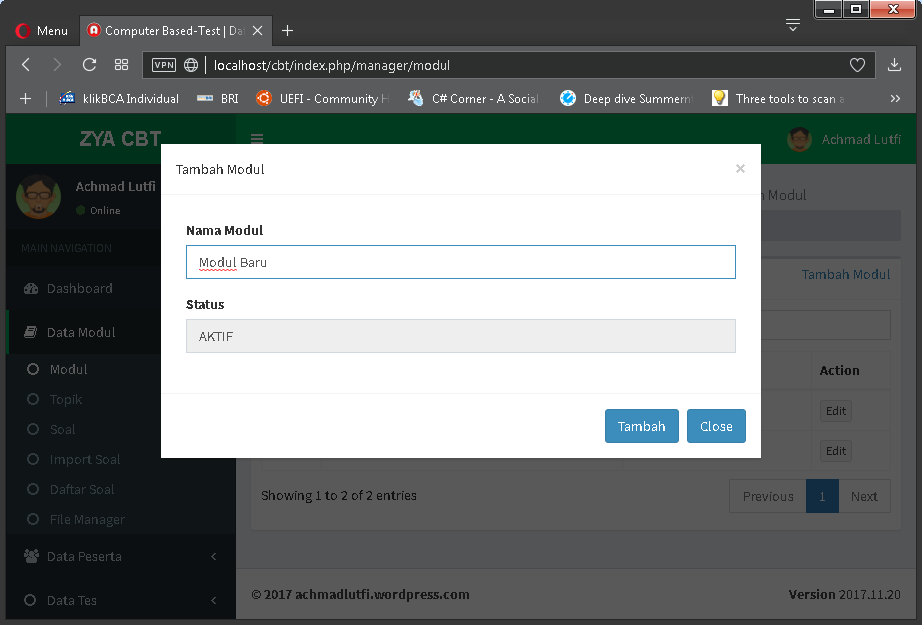 Menu
Computer Based-Test | Da
VPN localhost/cbt/index.php/manager/modul
klikBCA Individual BRI UEFI - Community H C# Corner - A Social Deep dive Summern Three tools to scan a
ZYA CBT Achmad Lutfi
Tambah Modul ×
Achmad Lutfi
Online
Modul
MAIN NAVIGATION
Nama Modul
Modul Baru
Tambah Modul
Dashboard
Status
AKTIF
Data Modul
Modul
Action
Topik
Edit
Soal
Tambah Close
Edit
Import Soal
Daftar Soal
Showing 1 to 2 of 2 entries
Previous 1 Next
File Manager
Data Peserta
Data Tes
© 2017 achmadlutfi.wordpress.com Version 2017.11.20